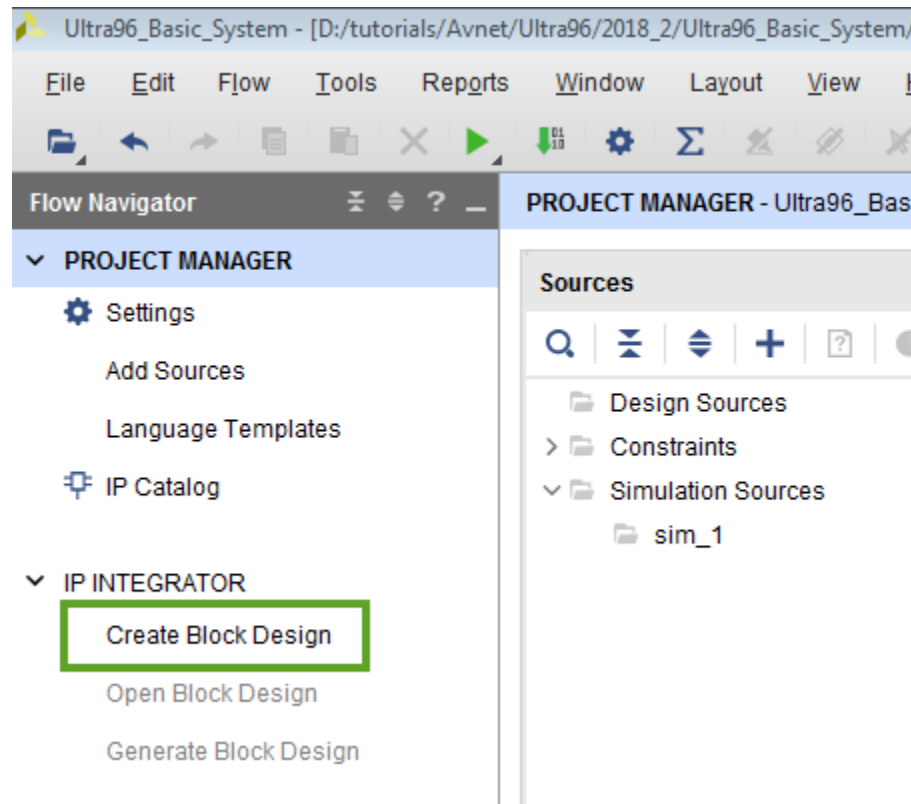 Ultra96_Basic_System - [D:/tutorials/Avnet/Ultra96/2018_2/Ultra96_Basic_System/
File Edit Flow Tools Reports Window Layout View
Flow Navigator ? _
PROJECT MANAGER - Ultra96_Bas
PROJECT MANAGER
Settings
Add Sources
Language Templates
IP Catalog
IP INTEGRATOR
Create Block Design
Open Block Design
Generate Block Design
Sources
Design Sources
Constraints
Simulation Sources
sim_1